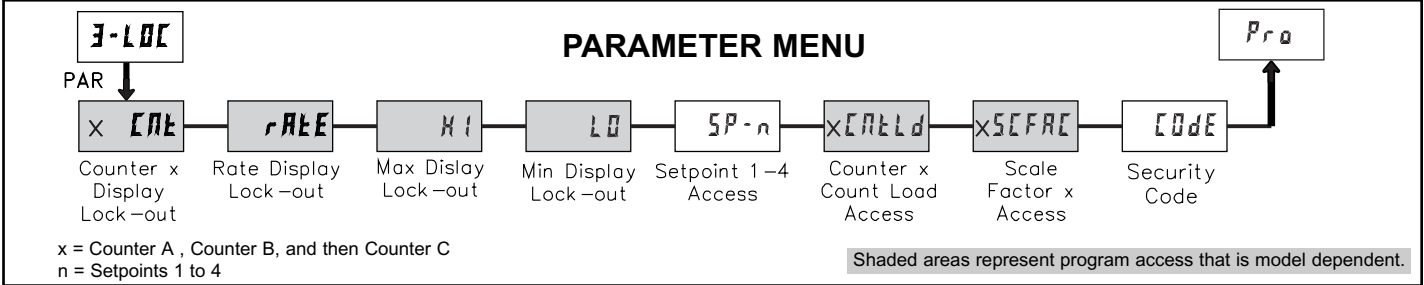 3-LOC
PARAMETER MENU
Pro
PAR
x CNt
rAtE
HI
LO
SP-n
xCNtLd
xSCFAC
COdE
Counter x
Display
Lock-out
Rate Display
Lock-out
Max Dislay
Lock-out
Min Display
Lock-out
Setpoint 1-4
Access
Counter x
Count Load
Access
Scale
Factor x
Access
Security
Code
x = Counter A , Counter B, and then Counter C
n = Setpoints 1 to 4
Shaded areas represent program access that is model dependent.